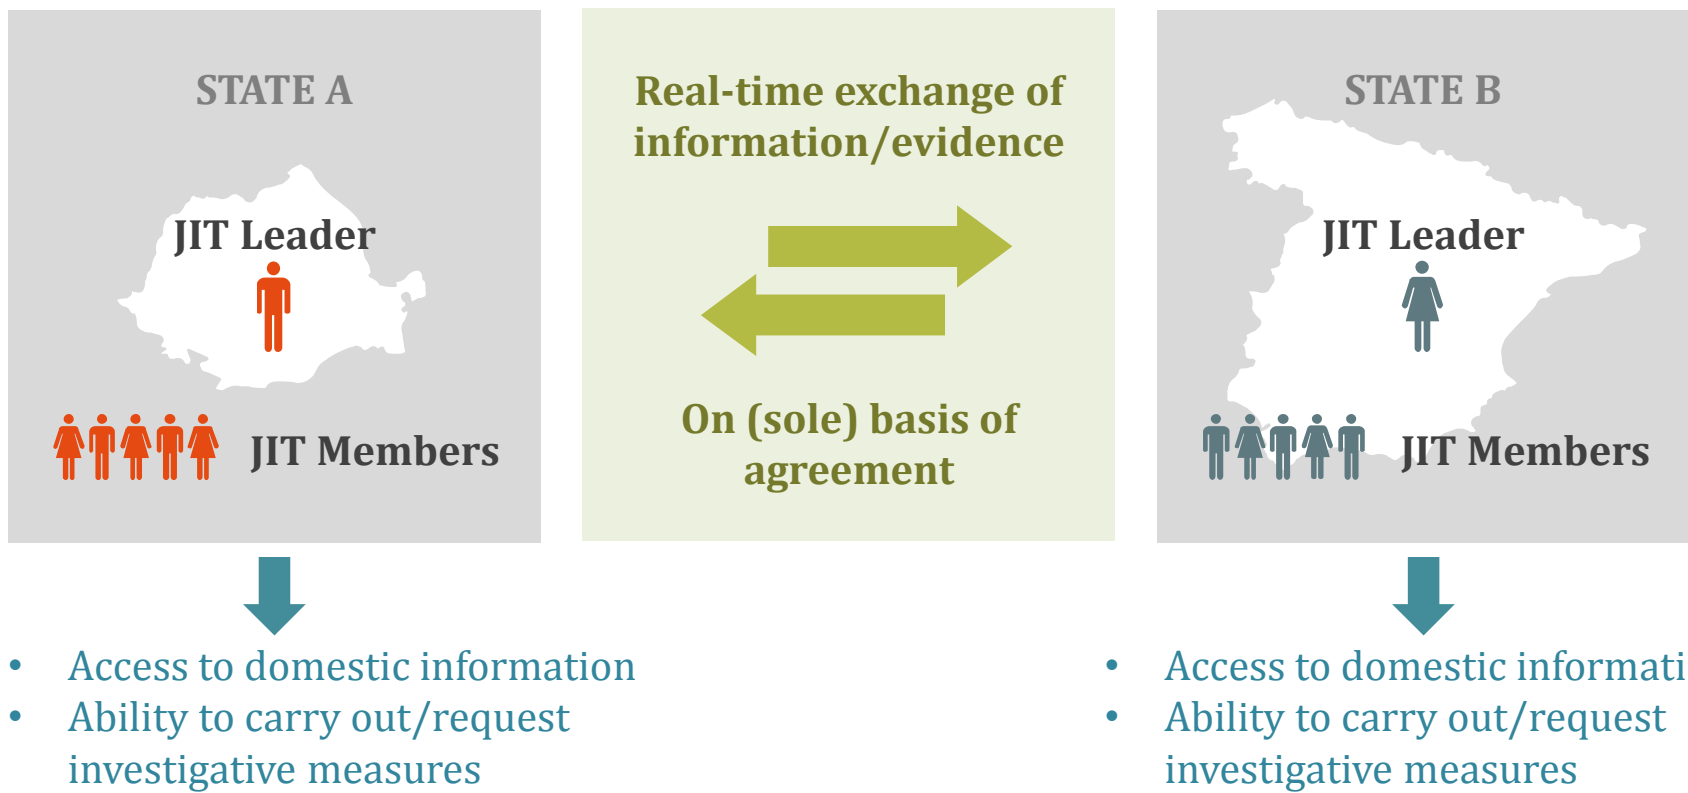 STATE A
JIT Leader
JIT Members
• Access to domestic information
• Ability to carry out/request
investigative measures
Real-time exchange of
information/evidence
On (sole) basis of
agreement
STATE B
JIT Leader
JIT Members
• Access to domestic informati
• Ability to carry out/request
investigative measures